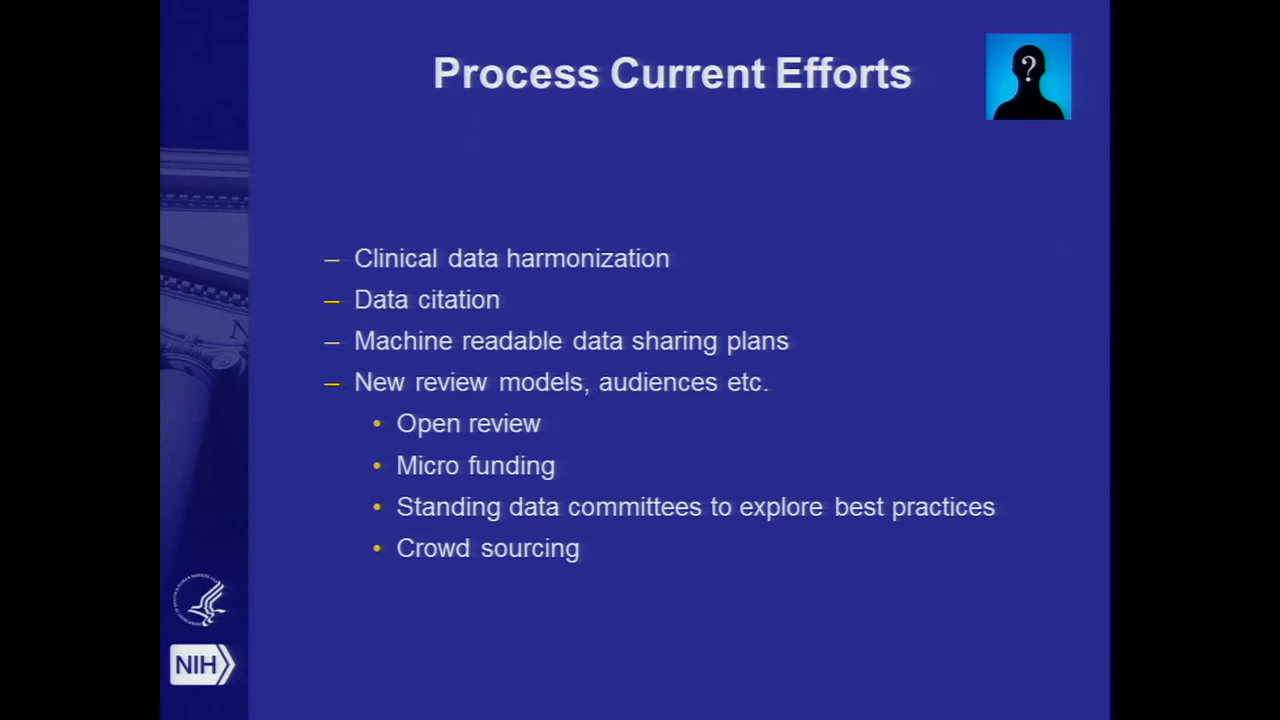 Process Current Efforts
?
– Clinical data harmonization
– Data citation
– Machine readable data sharing plans
– New review models, audiences etc.
• Open review
• Micro funding
• Standing data committees to explore best practices
• Crowd sourcing
N
NIH